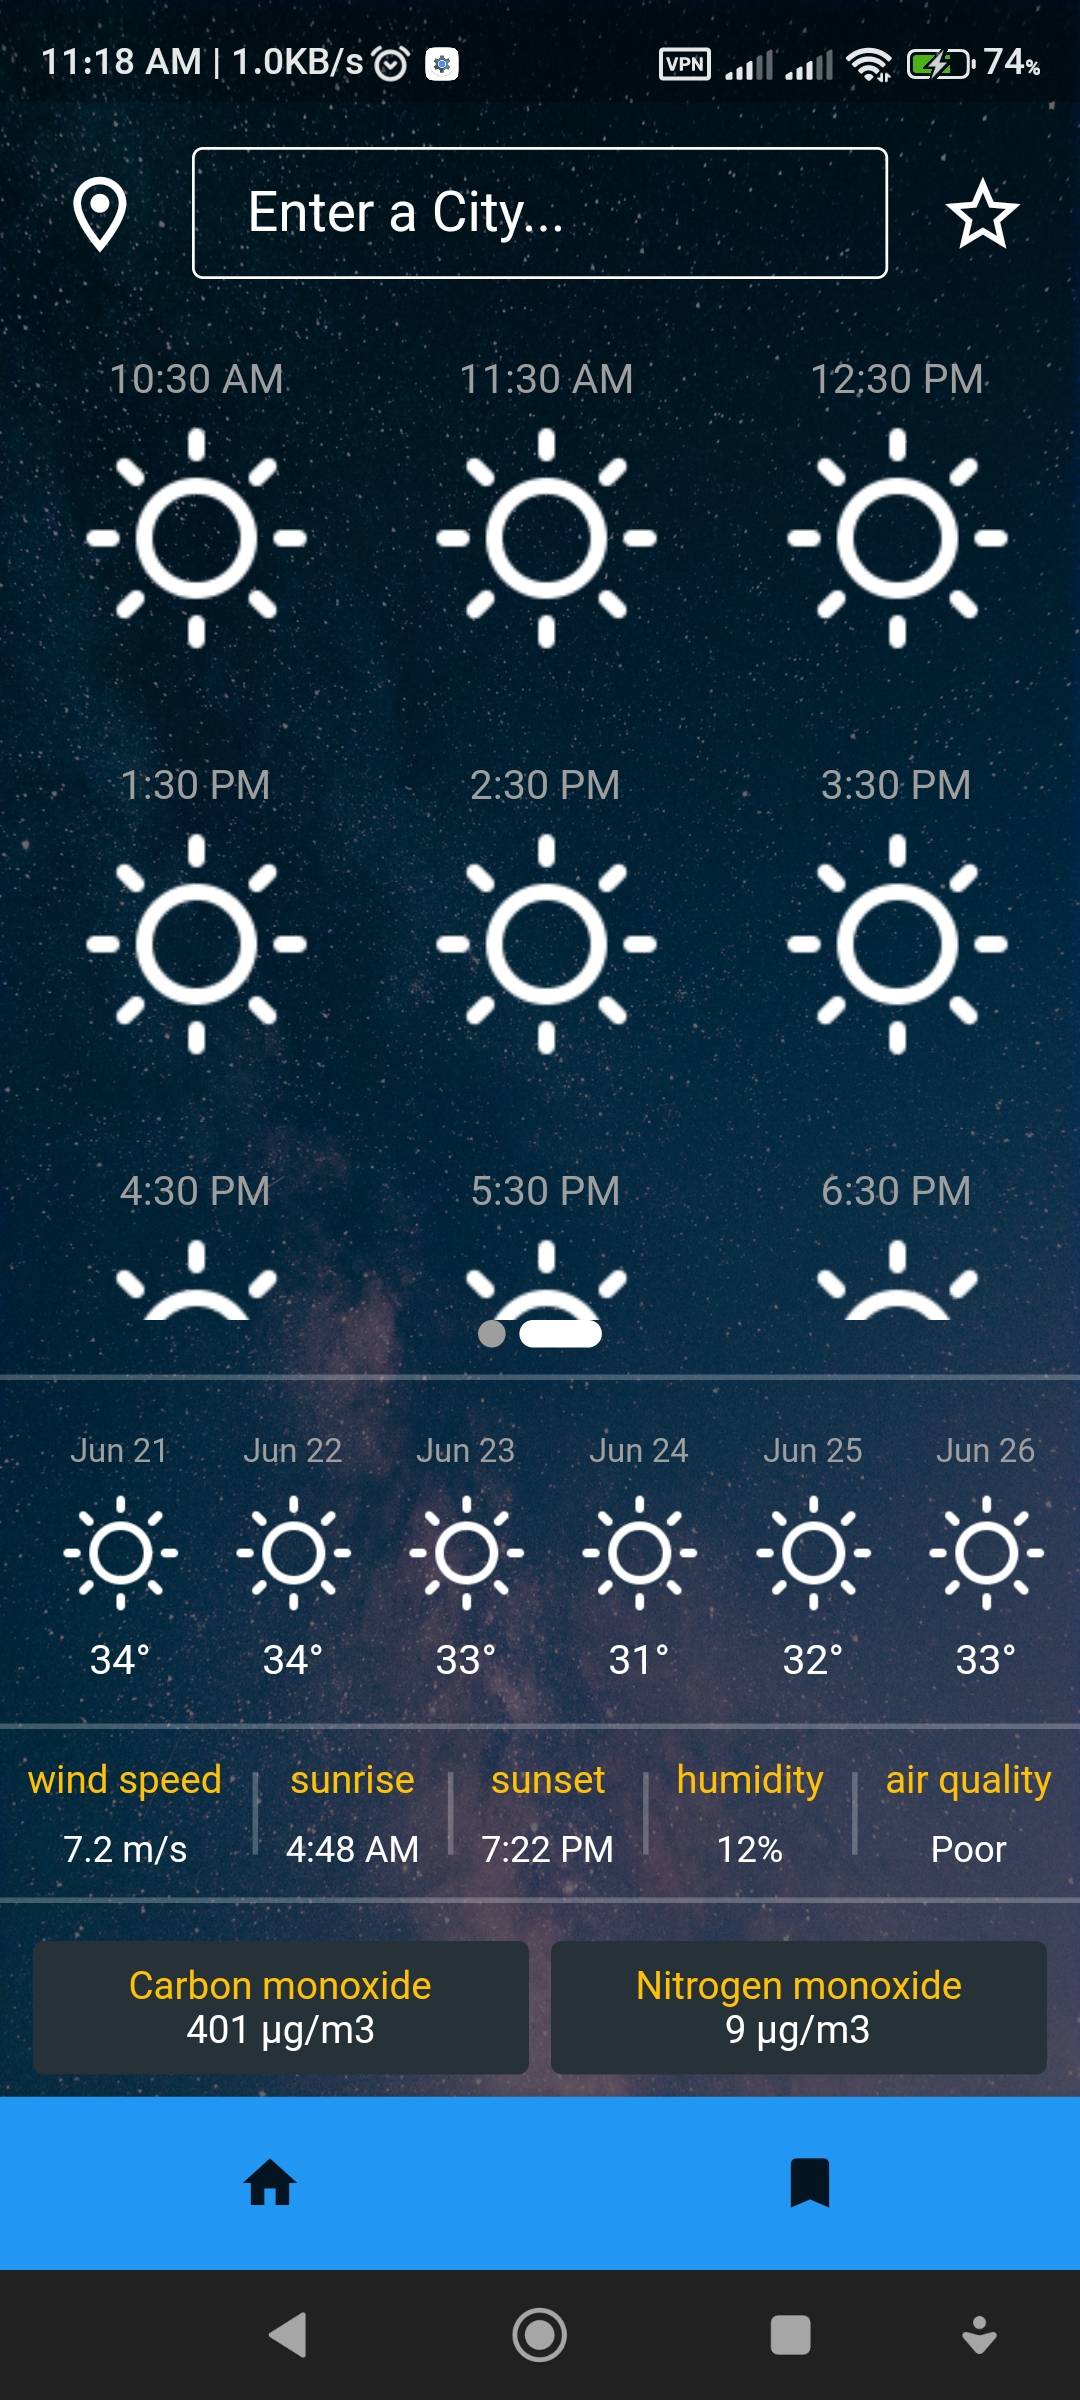 11:18 AM | 1.0KB/s VPN 74%
Enter a City...
10:30 AM 11:30 AM 12:30 PM
1:30 PM 2:30 PM 3:30 PM
4:30 PM 5:30 PM 6:30 PM
Jun 21 Jun 22 Jun 23 Jun 24 Jun 25 Jun 26
34° 34° 33° 31° 32° 33°
wind speed sunrise sunset humidity air quality
7.2 m/s 4:48 AM 7:22 PM 12% Poor
Carbon monoxide Nitrogen monoxide
401 µg/m3 9 µg/m3